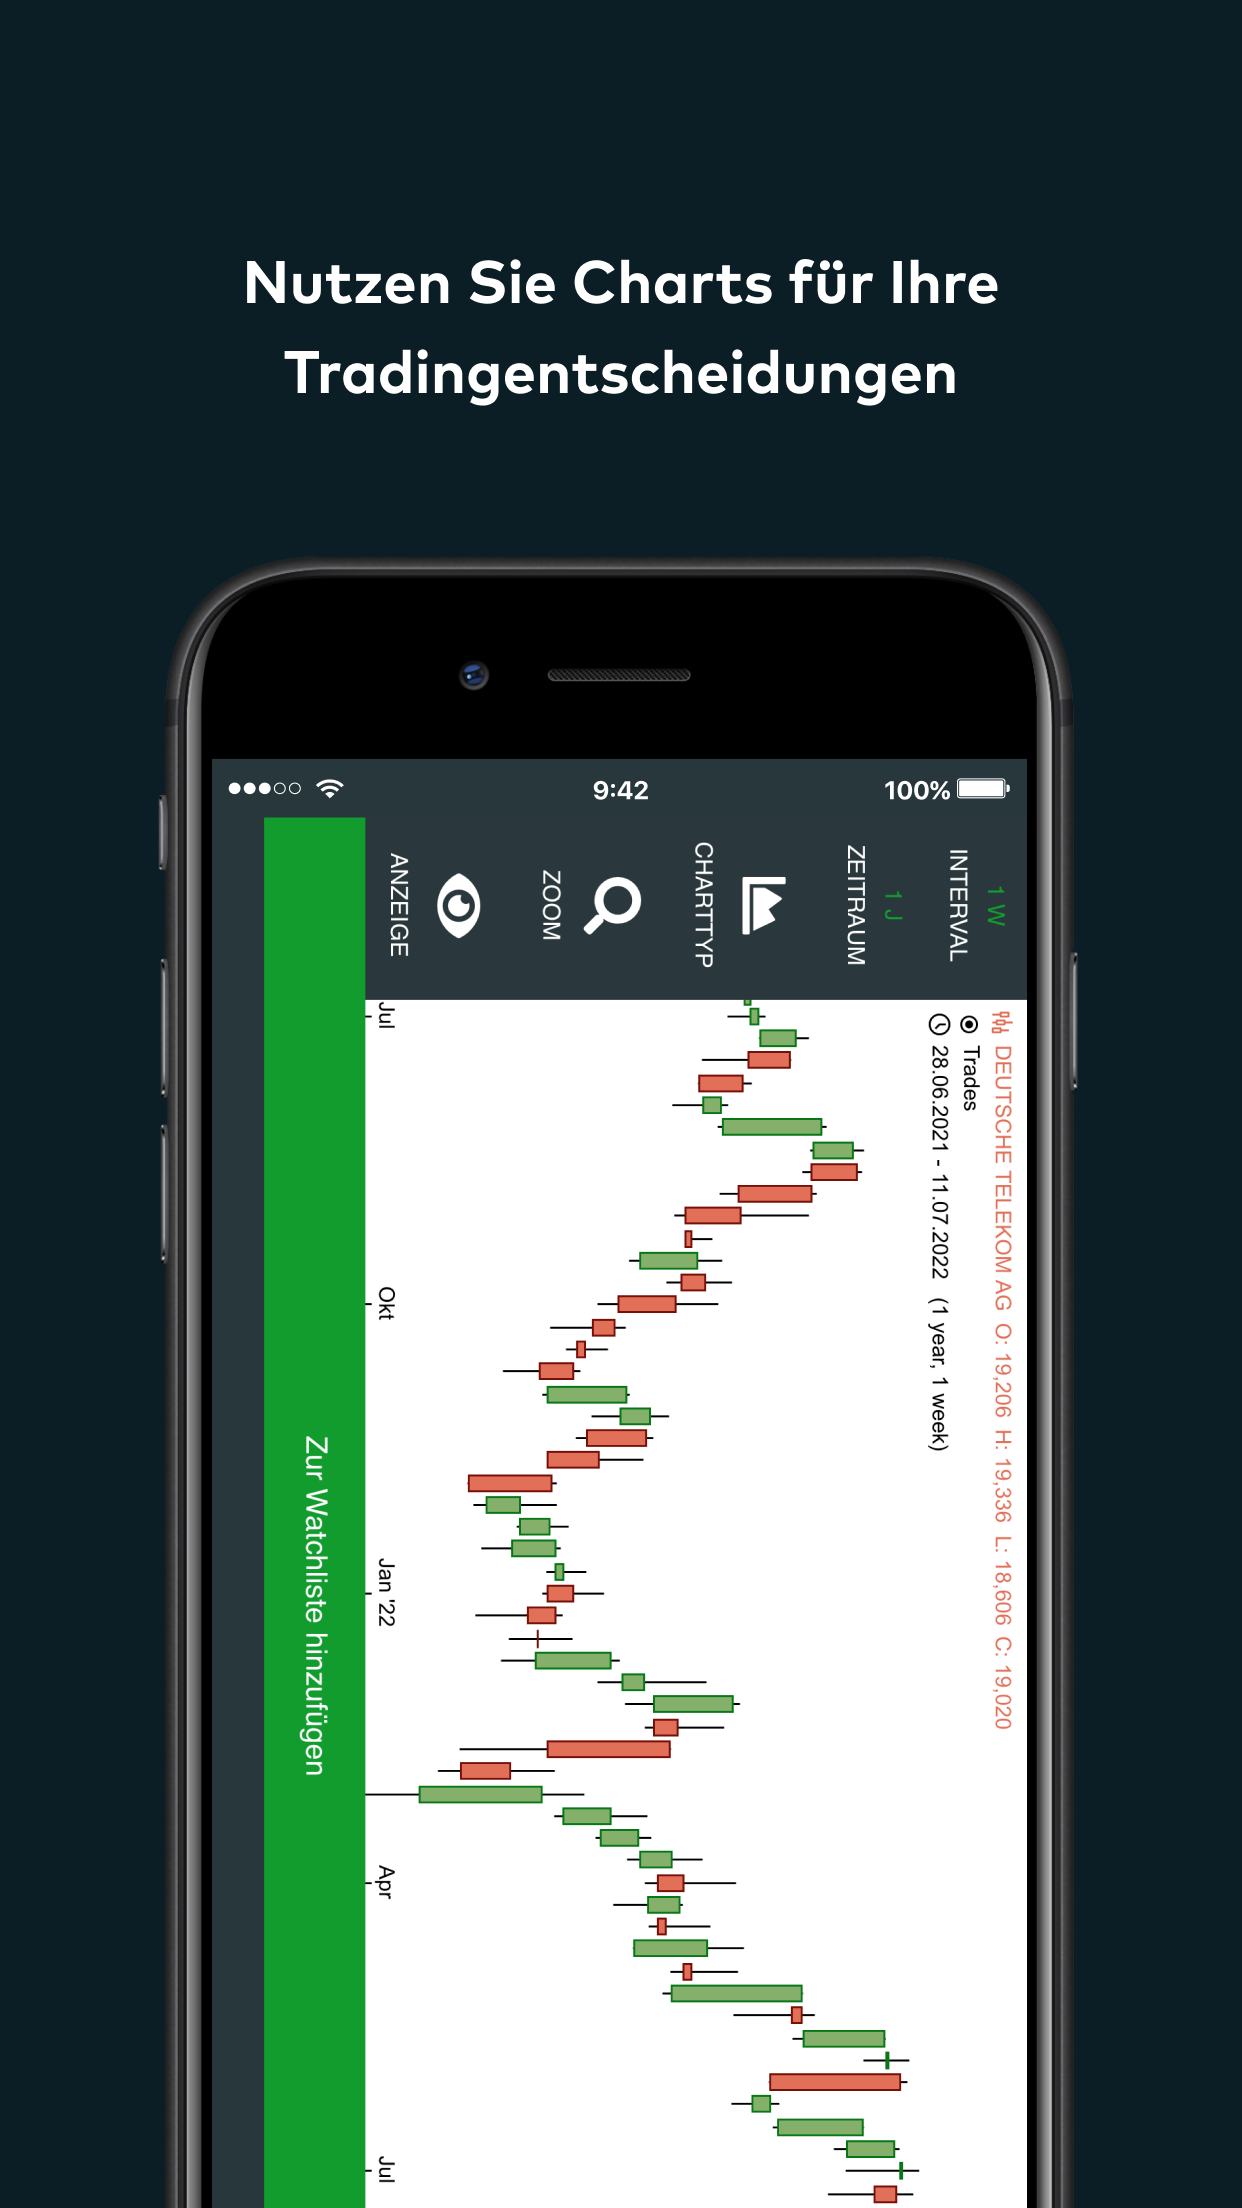 Nutzen Sie Charts für Ihre
Tradingentscheidungen
9:42
100%
1 W
INTERVAL
1 J
ZEITRAUM
CHARTTYP
ZOOM
ANZEIGE
DEUTSCHE TELEKOM AG O: 19,206 H: 19,336 L: 18,606 C: 19,020
Trades
28.06.2021 - 11.07.2022 (1 year, 1 week)
Jul
Okt
Jan '22
Apr
Jul
Zur Watchliste hinzufügen